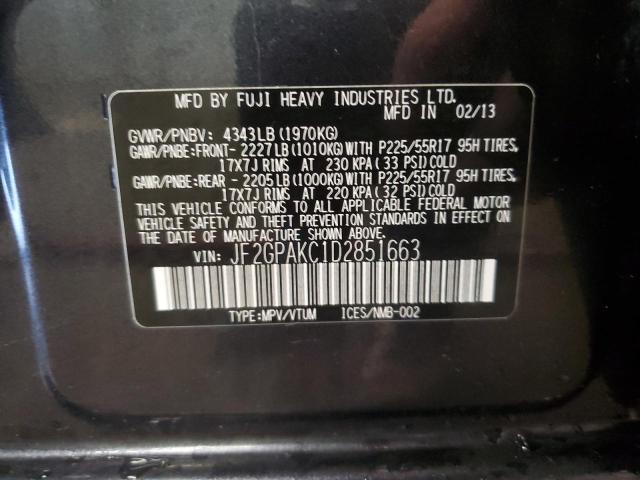 MFD BY FUJI HEAVY INDUSTRIES LTD.
MFD IN 02/13
GVWR/PNBV: 4343LB (1970KG)
GAWR/PNBE:FRONT- 2227LB(1010KG)WITH P225/55R17 95H TIRES,
17X7J RIMS AT 230 KPA (33 PSI)COLD
GAWR/PNBE:REAR - 2205LB(1000KG)WITH P225/55R17 95H TIRES,
17X7J RIMS AT 220 KPA (32 PSI)COLD
THIS VEHICLE CONFORMS TO ALL APPLICABLE FEDERAL MOTOR
VEHICLE SAFETY AND THEFT PREVENTION STANDARDS IN EFFECT
ON THE DATE OF MANUFACTURE SHOWN ABOVE.
VIN: JF2GPAKC1D2851663
TYPE:MPV/VTUM ICES/NMB-002